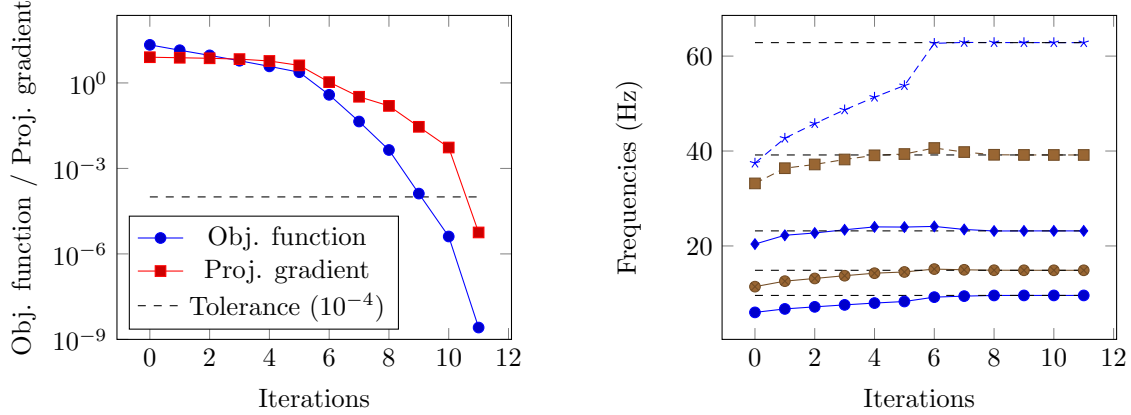 Obj. function / Proj. gradient
10^0
10^−3
10^−6
10^−9
Obj. function
Proj. gradient
Tolerance (10^−4)
0 2 4 6 8 10 12
Iterations
Frequencies (Hz)
60
40
20
0 2 4 6 8 10 12
Iterations